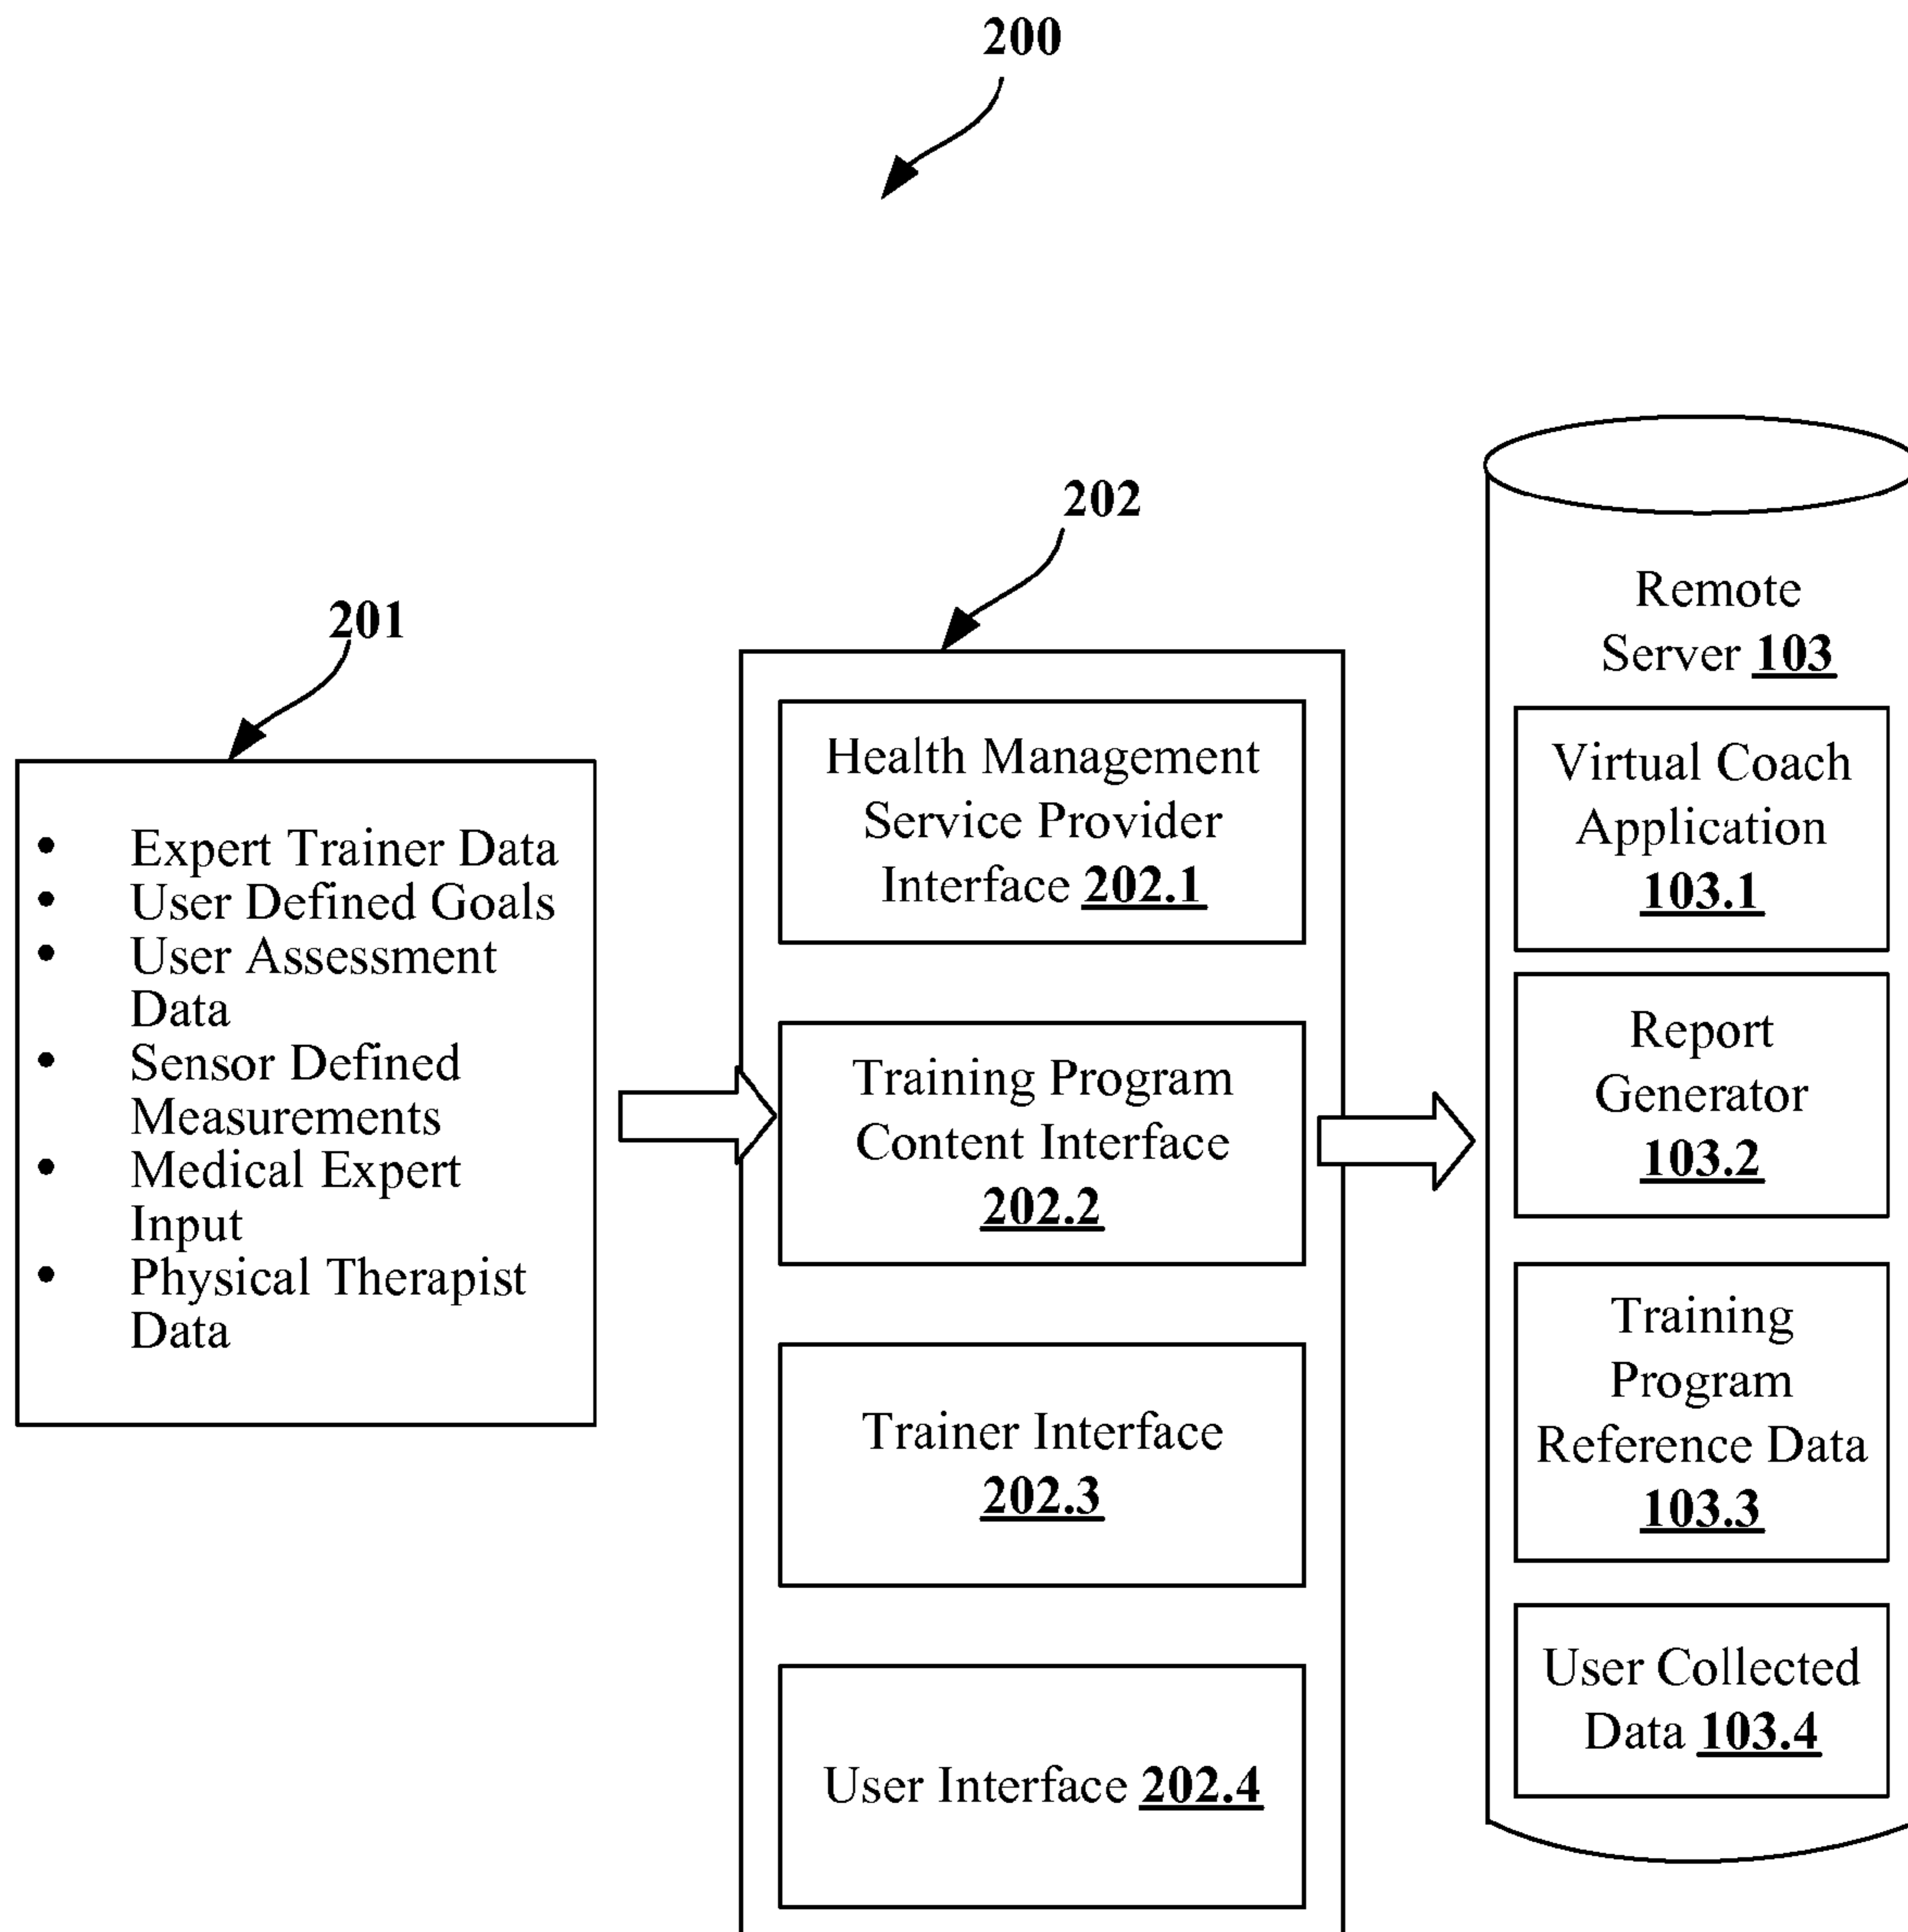 200
201
• Expert Trainer Data
• User Defined Goals
• User Assessment
Data
• Sensor Defined
Measurements
• Medical Expert
Input
• Physical Therapist
Data
202
Health Management
Service Provider
Interface 202.1
Training Program
Content Interface
202.2
Trainer Interface
202.3
User Interface 202.4
Remote
Server 103
Virtual Coach
Application
103.1
Report
Generator
103.2
Training
Program
Reference Data
103.3
User Collected
Data 103.4